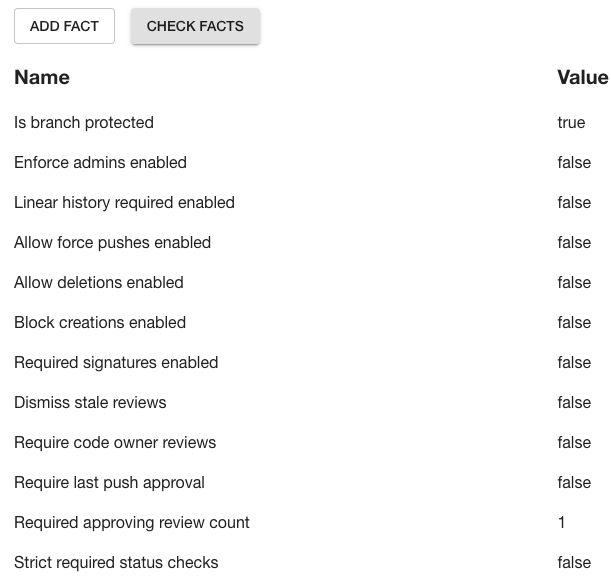 ADD FACT CHECK FACTS
Name Value
Is branch protected true
Enforce admins enabled false
Linear history required enabled false
Allow force pushes enabled false
Allow deletions enabled false
Block creations enabled false
Required signatures enabled false
Dismiss stale reviews false
Require code owner reviews false
Require last push approval false
Required approving review count 1
Strict required status checks false